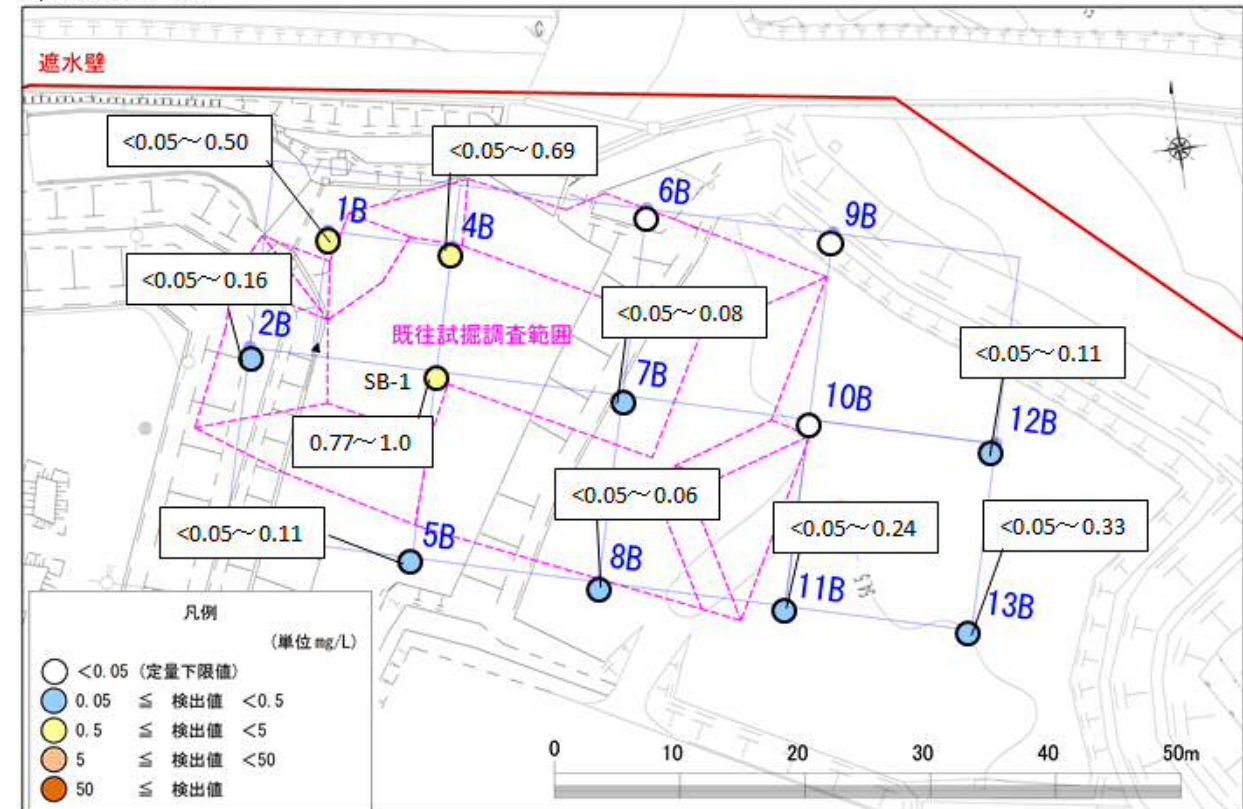 遮水壁
<0.05～0.50
<0.05～0.69
1B
4B
6B
9B
<0.05～0.16
2B
既往試掘調査範囲
<0.05～0.08
<0.05～0.11
SB-1
7B
10B
12B
0.77～1.0
<0.05～0.06
<0.05～0.24
<0.05～0.33
<0.05～0.11
5B
8B
11B
13B
凡例
(単位 mg/L)
<0.05 (定量下限値)
0.05 ≦ 検出値 <0.5
0.5 ≦ 検出値 <5
5 ≦ 検出値 <50
50 ≦ 検出値
0 10 20 30 40 50m